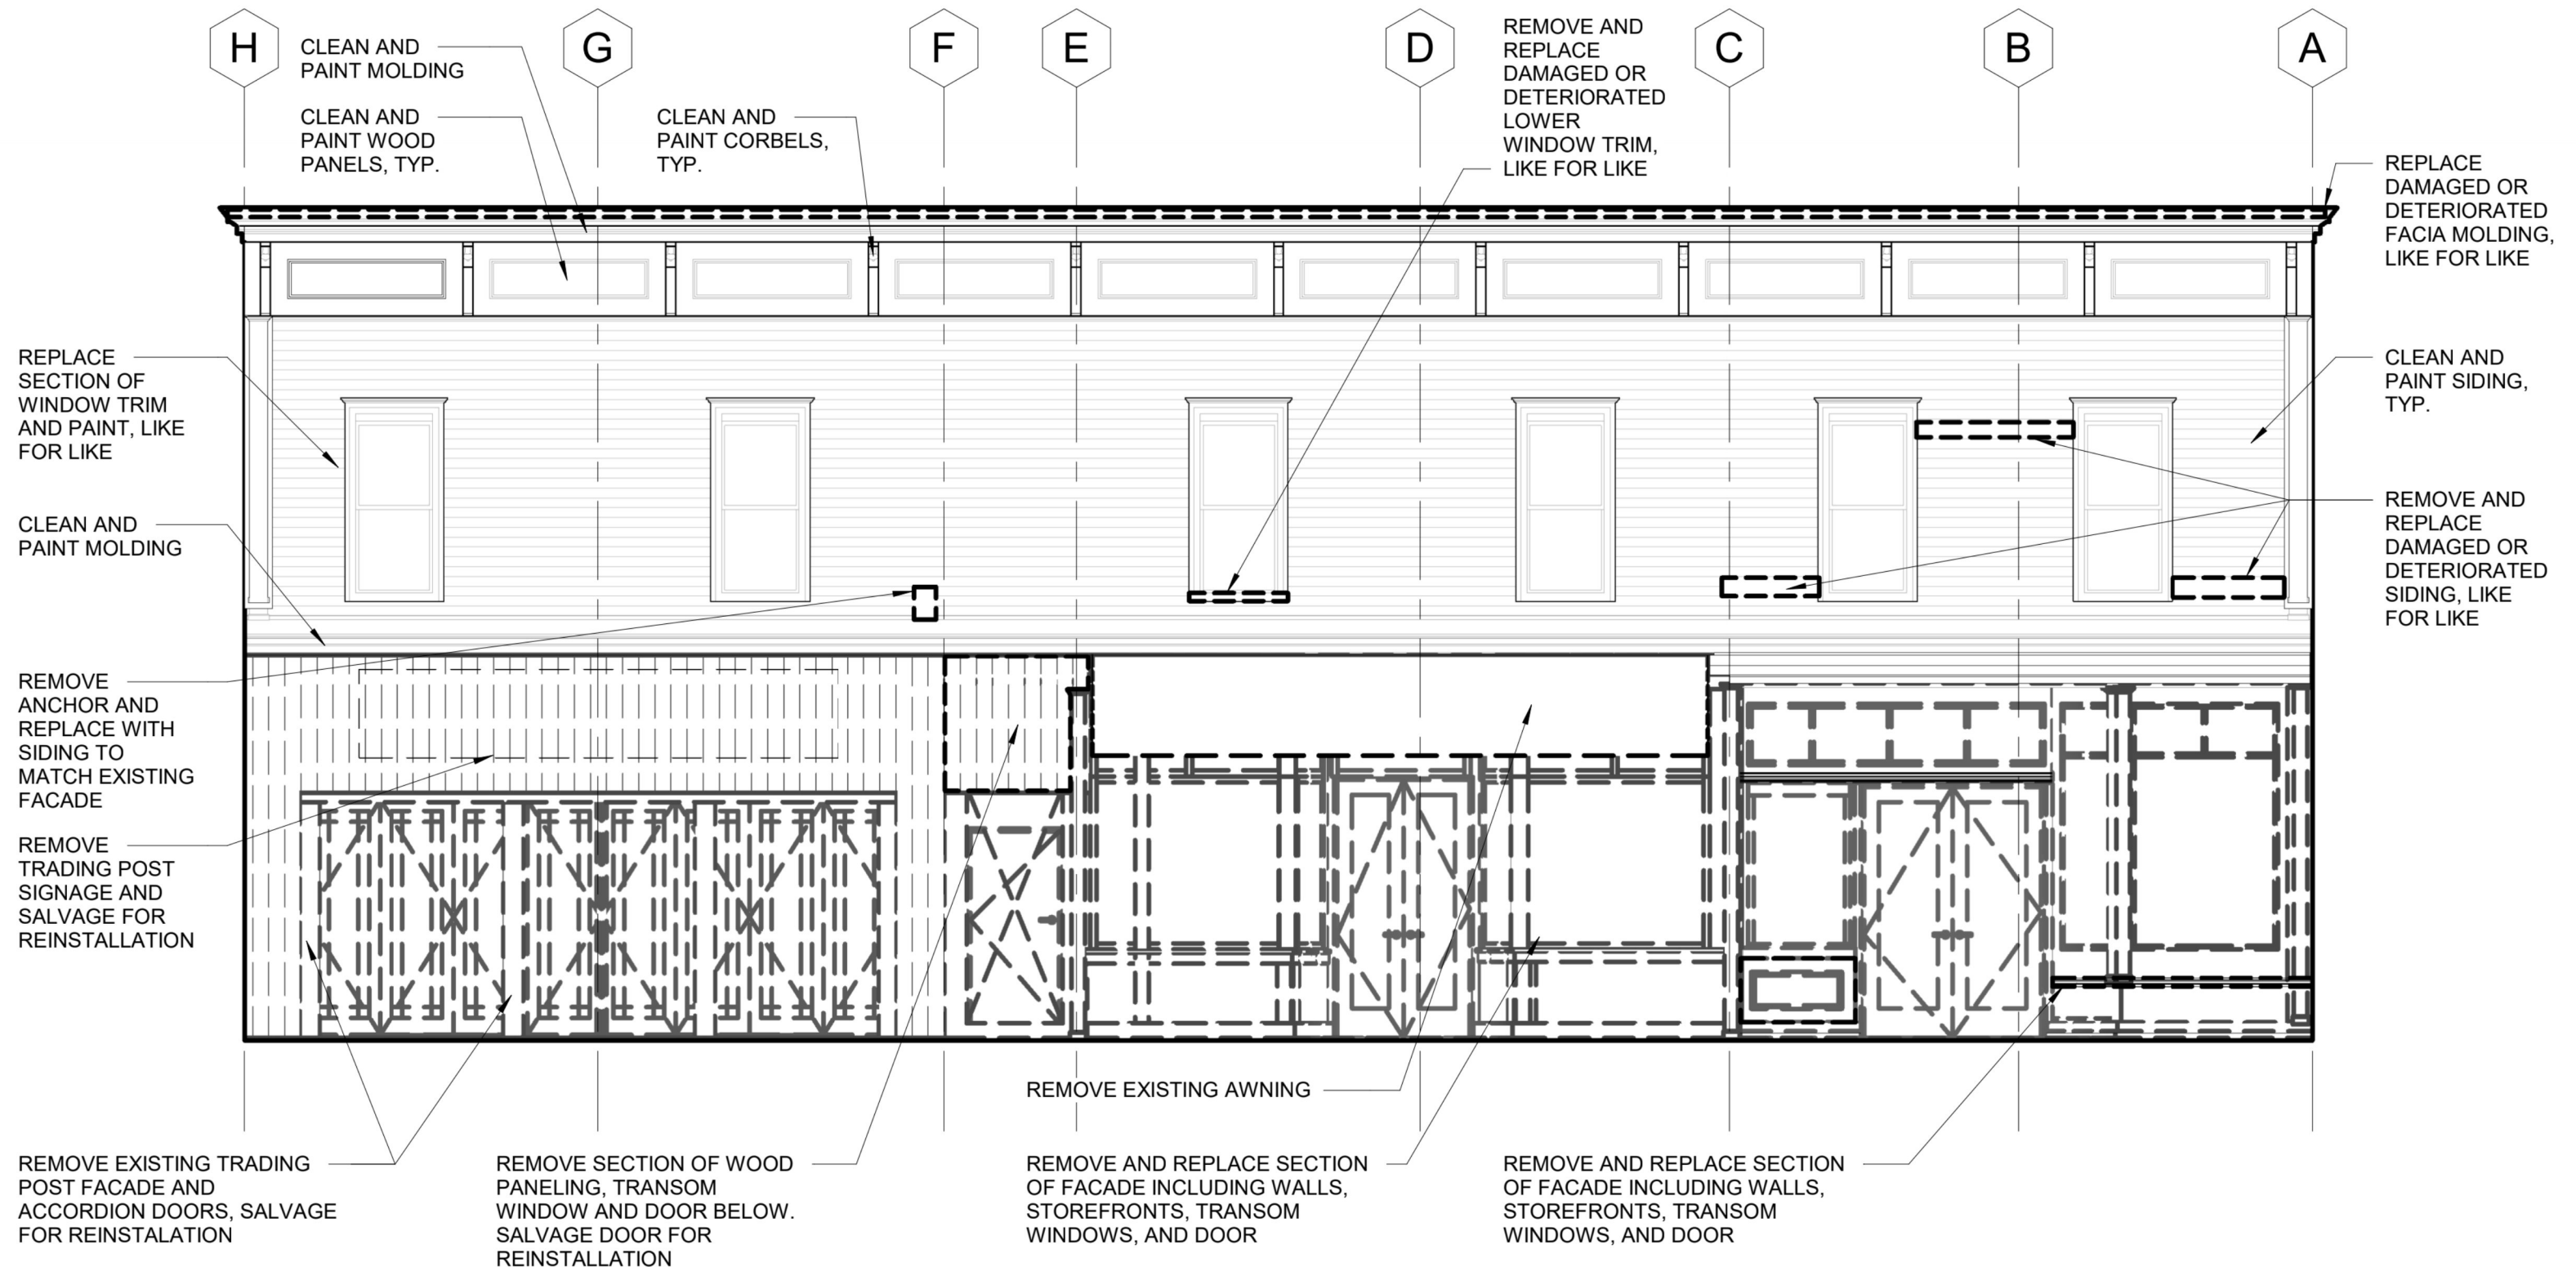 H
G
F
E
D
C
B
A
CLEAN AND
PAINT MOLDING
CLEAN AND
PAINT WOOD
PANELS, TYP.
CLEAN AND
PAINT CORBELS,
TYP.
REMOVE AND
REPLACE
DAMAGED OR
DETERIORATED
LOWER
WINDOW TRIM,
LIKE FOR LIKE
REPLACE
DAMAGED OR
DETERIORATED
FACIA MOLDING,
LIKE FOR LIKE
REPLACE
SECTION OF
WINDOW TRIM
AND PAINT, LIKE
FOR LIKE
CLEAN AND
PAINT SIDING,
TYP.
CLEAN AND
PAINT MOLDING
REMOVE AND
REPLACE
DAMAGED OR
DETERIORATED
SIDING, LIKE
FOR LIKE
REMOVE
ANCHOR AND
REPLACE WITH
SIDING TO
MATCH EXISTING
FACADE
REMOVE
TRADING POST
SIGNAGE AND
SALVAGE FOR
REINSTALLATION
REMOVE EXISTING AWNING
REMOVE EXISTING TRADING
POST FACADE AND
ACCORDION DOORS, SALVAGE
FOR REINSTALATION
REMOVE SECTION OF WOOD
PANELING, TRANSOM
WINDOW AND DOOR BELOW.
SALVAGE DOOR FOR
REINSTALLATION
REMOVE AND REPLACE SECTION
OF FACADE INCLUDING WALLS,
STOREFRONTS, TRANSOM
WINDOWS, AND DOOR
REMOVE AND REPLACE SECTION
OF FACADE INCLUDING WALLS,
STOREFRONTS, TRANSOM
WINDOWS, AND DOOR